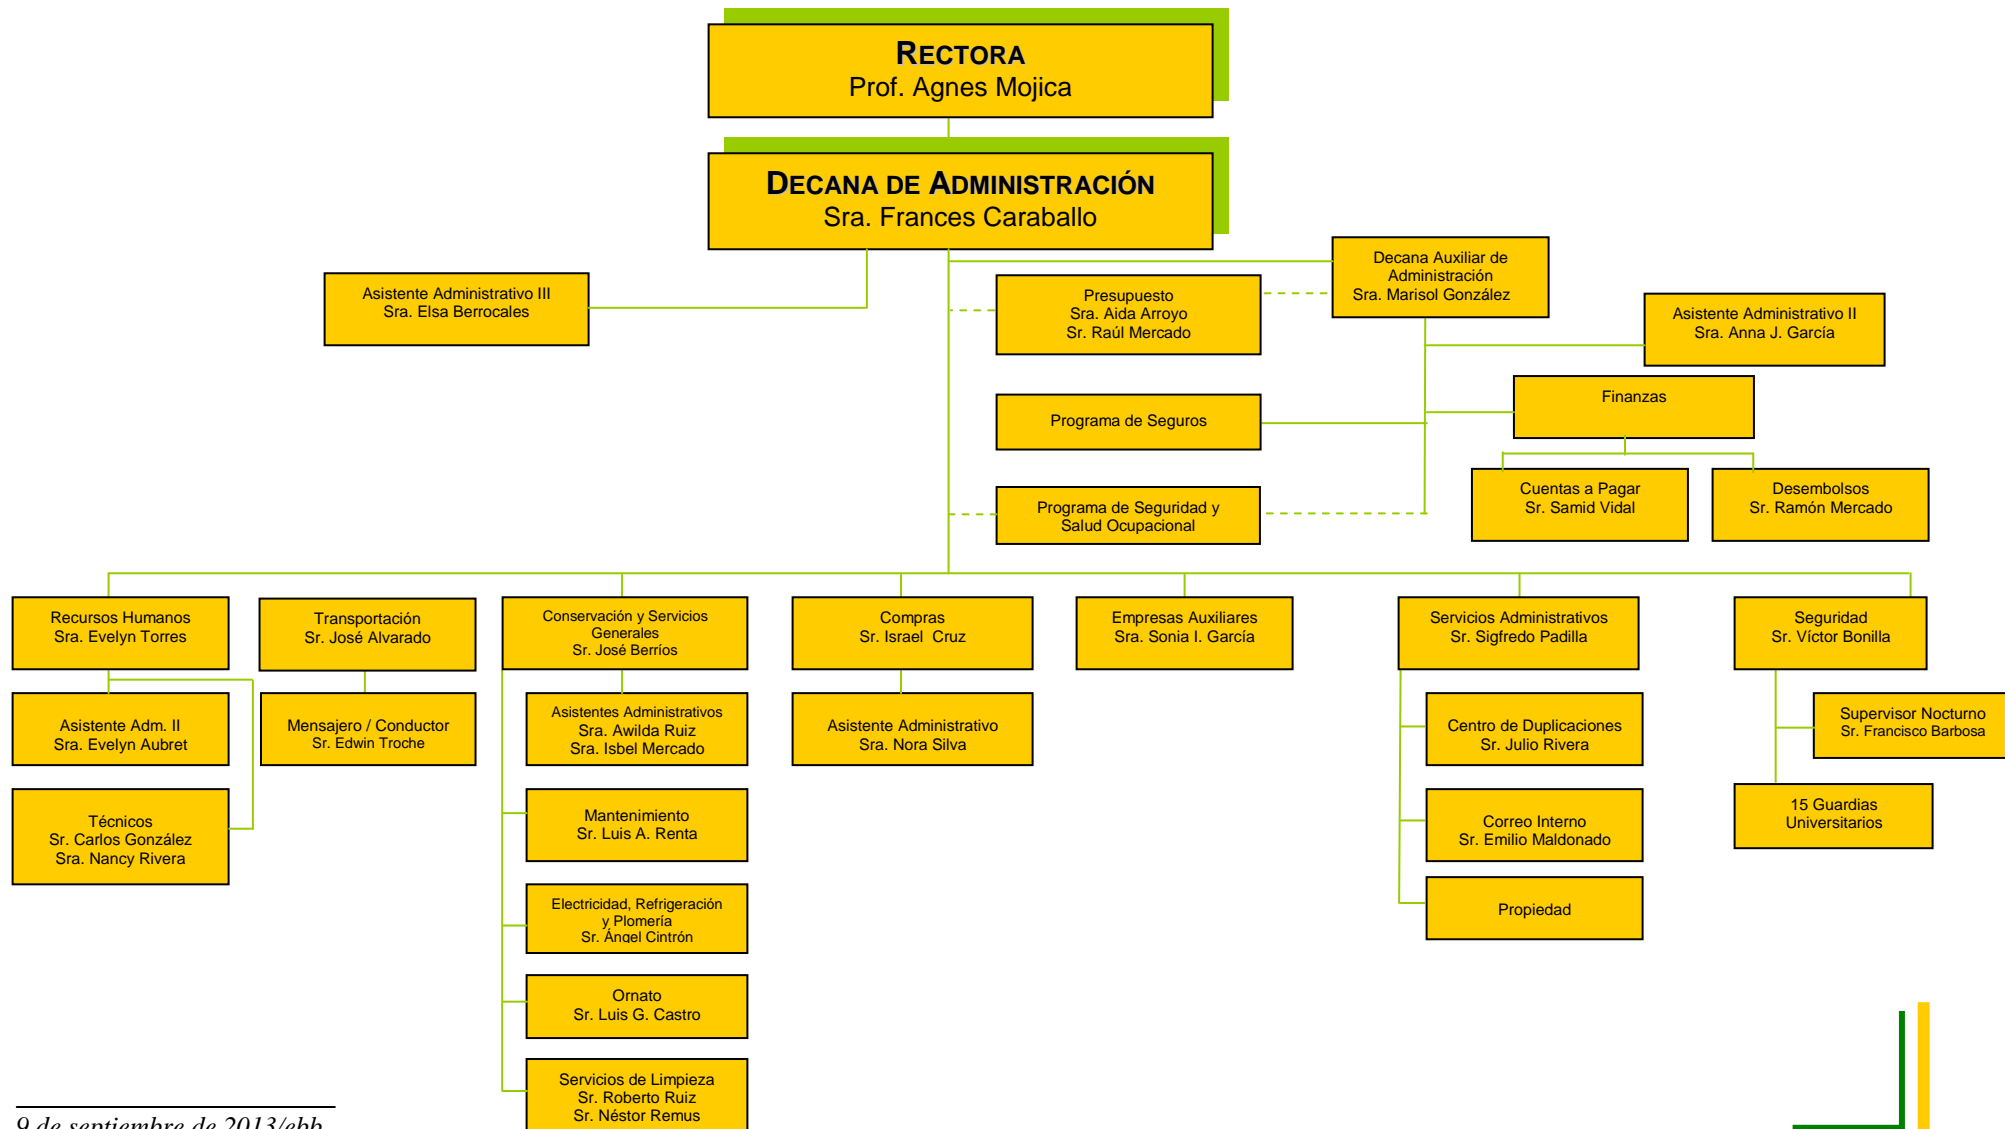 RECTORA
Prof. Agnes Mojica
DECANA DE ADMINISTRACIÓN
Sra. Frances Caraballo
Asistente Administrativo III
Sra. Elsa Berrocales
Presupuesto
Sra. Aida Arroyo
Sr. Raúl Mercado
Decana Auxiliar de
Administración
Sra. Marisol González
Asistente Administrativo II
Sra. Anna J. García
Programa de Seguros
Finanzas
Programa de Seguridad y
Salud Ocupacional
Cuentas a Pagar
Sr. Samid Vidal
Desembolsos
Sr. Ramón Mercado
Recursos Humanos
Sra. Evelyn Torres
Transportación
Sr. José Alvarado
Conservación y Servicios
Generales
Sr. José Berríos
Compras
Sr. Israel Cruz
Empresas Auxiliares
Sra. Sonia I. García
Servicios Administrativos
Sr. Sigfredo Padilla
Seguridad
Sr. Víctor Bonilla
Asistente Adm. II
Sra. Evelyn Aubret
Mensajero / Conductor
Sr. Edwin Troche
Asistentes Administrativos
Sra. Awilda Ruiz
Sra. Isbel Mercado
Asistente Administrativo
Sra. Nora Silva
Centro de Duplicaciones
Sr. Julio Rivera
Supervisor Nocturno
Sr. Francisco Barbosa
Técnicos
Sr. Carlos González
Sra. Nancy Rivera
Mantenimiento
Sr. Luis A. Renta
Correo Interno
Sr. Emilio Maldonado
15 Guardias
Universitarios
Electricidad, Refrigeración
y Plomería
Sr. Ángel Cintrón
Propiedad
Ornato
Sr. Luis G. Castro
Servicios de Limpieza
Sr. Roberto Ruiz
Sr. Néstor Remus
9 de septiembre de 2013/ebb